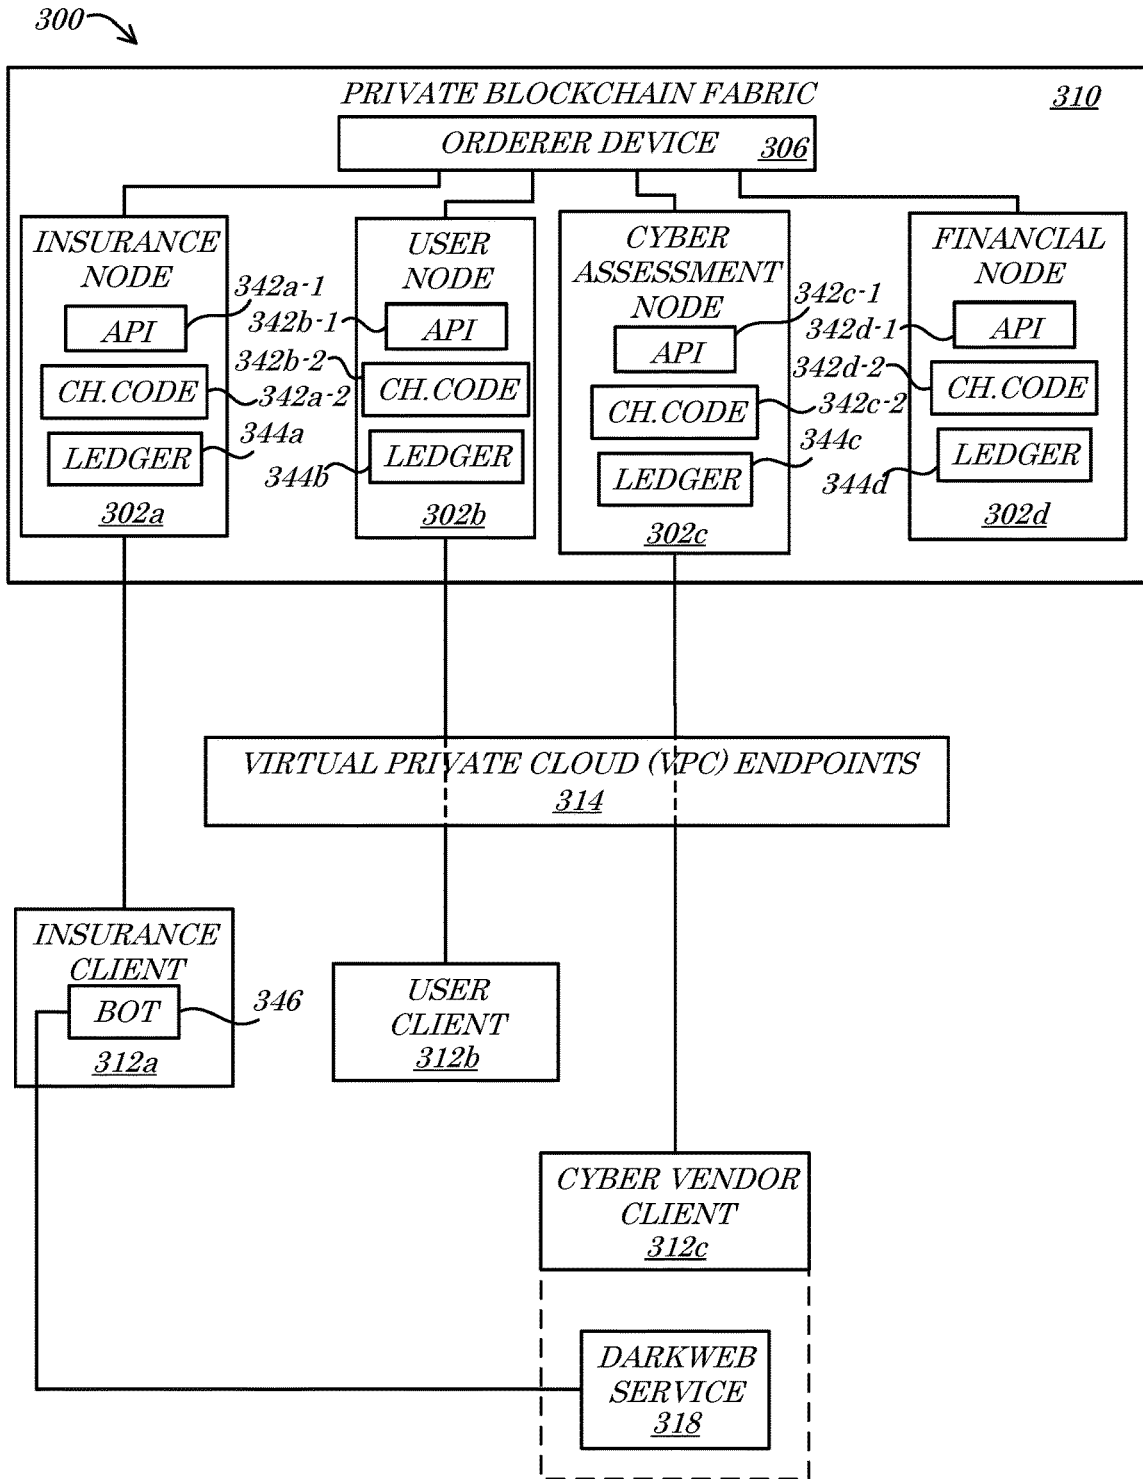 300
PRIVATE BLOCKCHAIN FABRIC
310
ORDERER DEVICE 306
INSURANCE
NODE
API
CH.CODE
LEDGER
302a
342a-1
342a-2
344a
USER
NODE
API
CH.CODE
LEDGER
302b
342b-1
342b-2
344b
CYBER
ASSESSMENT
NODE
API
CH.CODE
LEDGER
302c
342c-1
342c-2
344c
FINANCIAL
NODE
API
CH.CODE
LEDGER
302d
342d-1
342d-2
344d
VIRTUAL PRIVATE CLOUD (VPC) ENDPOINTS
314
INSURANCE
CLIENT
BOT
312a
346
USER
CLIENT
312b
CYBER VENDOR
CLIENT
312c
DARKWEB
SERVICE
318